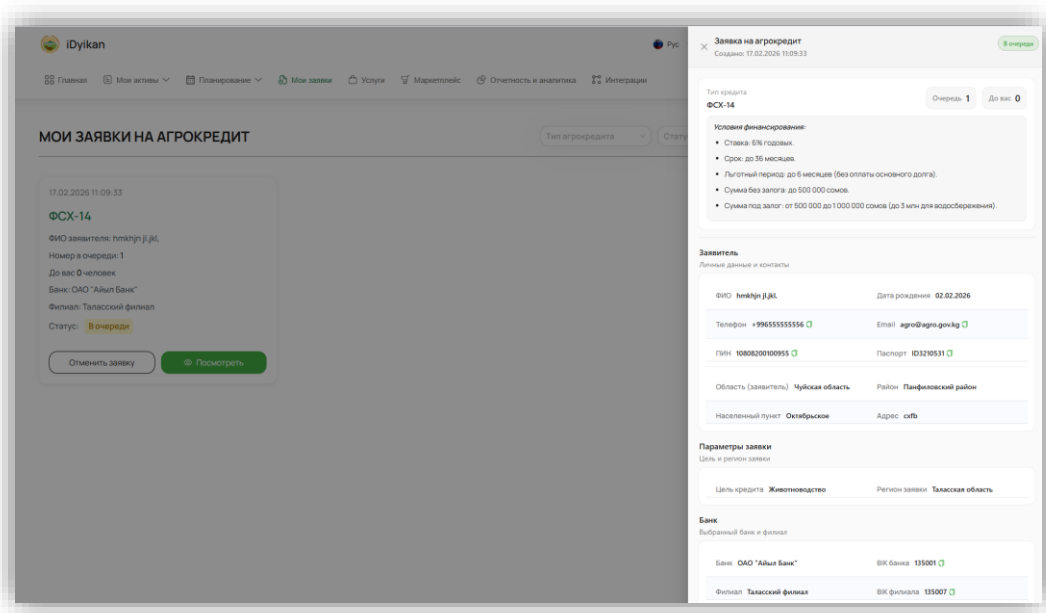 iDyikan
Рус
Главная Мои активы Планирование Мои заявки Услуги Маркетплейс Отчетность и аналитика Интеграции
МОИ ЗАЯВКИ НА АГРОКРЕДИТ
Тип агрокредита Стату
17.02.2026 11:09:33
ФСХ-14
ФИО заявителя: hmkhjn jl,jkl,
Номер в очереди: 1
До вас 0 человек
Банк: ОАО "Айыл Банк"
Филиал: Таласский филиал
Статус: В очереди
Отменить заявку Посмотреть
Заявка на агрокредит
Создано: 17.02.2026 11:09:33
В очереди
Тип кредита
ФСХ-14
Очередь 1 До вас 0
Условия финансирования:
• Ставка: 6% годовых.
• Срок: до 36 месяцев.
• Льготный период: до 6 месяцев (без оплаты основного долга).
• Сумма без залога: до 500 000 сомов.
• Сумма под залог: от 500 000 до 1 000 000 сомов (до 3 млн для водосбережения).
Заявитель
Личные данные и контакты
ФИО hmkhjn jl,jkl, Дата рождения 02.02.2026
Телефон +996555555556 Email agro@agro.gov.kg
ПИН 10808200100955 Паспорт ID3210531
Область (заявитель) Чуйская область Район Панфиловский район
Населенный пункт Октябрьское Адрес cxfb
Параметры заявки
Цель и регион заявки
Цель кредита Животноводство Регион заявки Таласская область
Банк
Выбранный банк и филиал
Банк ОАО "Айыл Банк" BIK банка 135001
Филиал Таласский филиал BIK филиала 135007